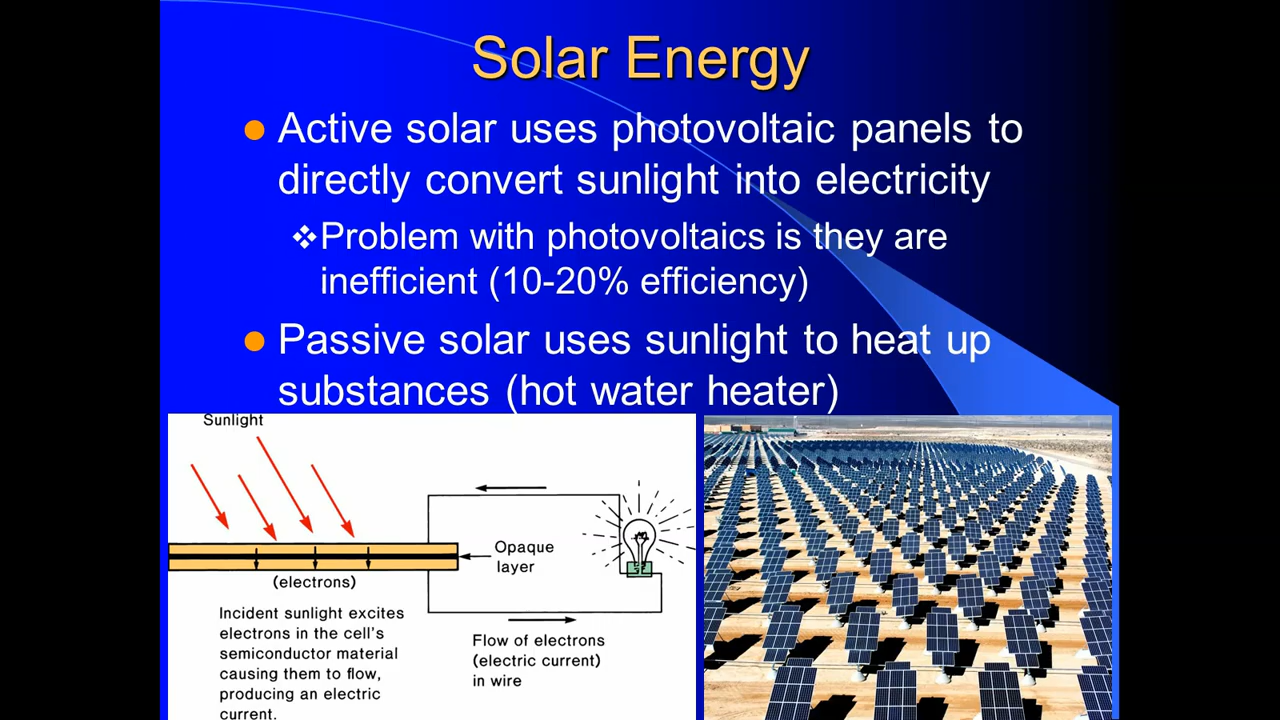 Solar Energy
Active solar uses photovoltaic panels to
directly convert sunlight into electricity
Problem with photovoltaics is they are
inefficient (10-20% efficiency)
Passive solar uses sunlight to heat up
substances (hot water heater)
Sunlight
Opaque
layer
(electrons)
Incident sunlight excites
electrons in the cell's
semiconductor material
causing them to flow,
producing an electric
current.
Flow of electrons
(electric current)
in wire